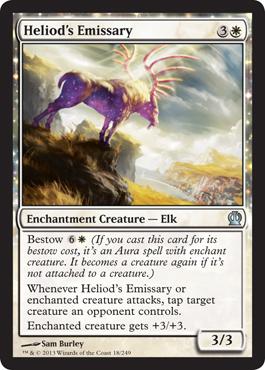 Heliod's Emissary 3
Enchantment Creature — Elk
Bestow 6 (If you cast this card for its
bestow cost, it's an Aura spell with enchant
creature. It becomes a creature again if it's
not attached to a creature.)
Whenever Heliod's Emissary or
enchanted creature attacks, tap target
creature an opponent controls.
Enchanted creature gets +3/+3.
3/3
Sam Burley
™ & © 2013 Wizards of the Coast 18/249